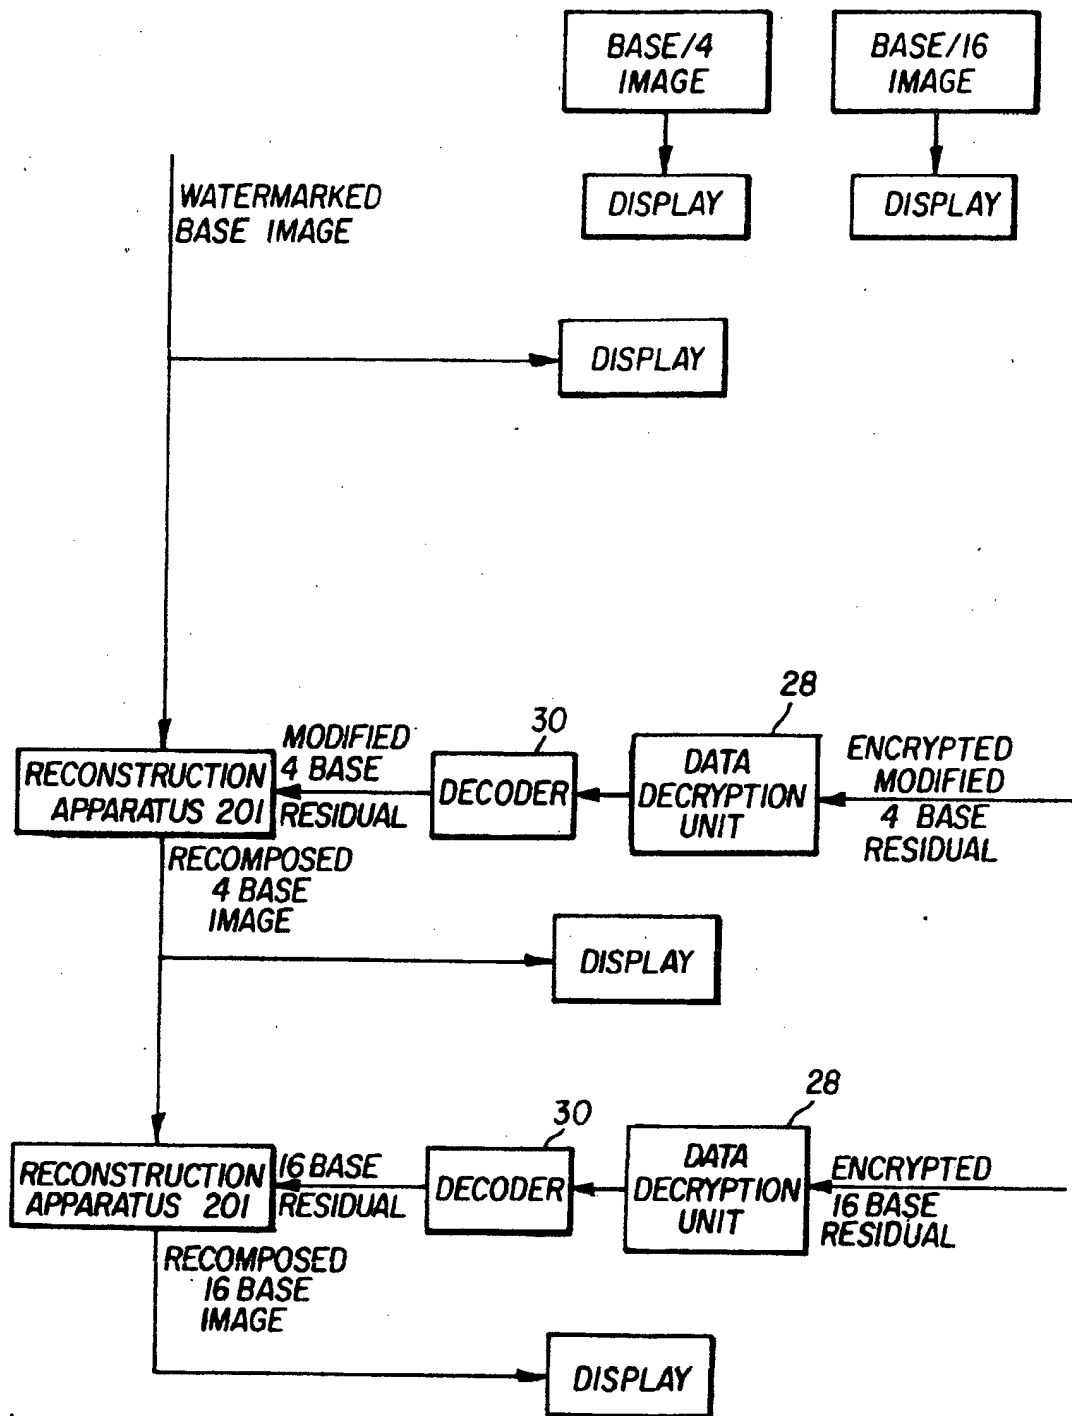 BASE/4
IMAGE
BASE/16
IMAGE
DISPLAY
DISPLAY
WATERMARKED
BASE IMAGE
DISPLAY
28
30
MODIFIED
4 BASE
RESIDUAL
RECONSTRUCTION
APPARATUS 201
DECODER
DATA
DECRYPTION
UNIT
ENCRYPTED
MODIFIED
4 BASE
RESIDUAL
RECOMPOSED
4 BASE
IMAGE
DISPLAY
28
30
RECONSTRUCTION
APPARATUS 201
16 BASE
RESIDUAL
DECODER
DATA
DECRYPTION
UNIT
ENCRYPTED
16 BASE
RESIDUAL
RECOMPOSED
16 BASE
IMAGE
DISPLAY